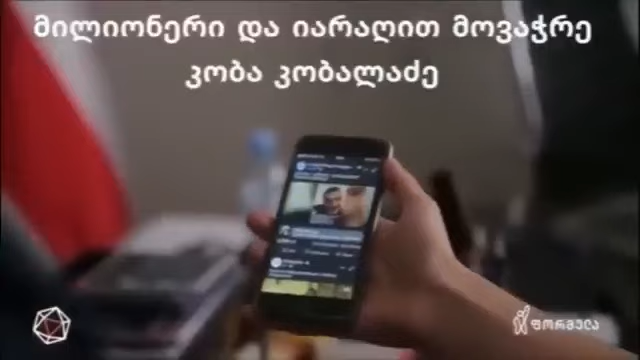 მილიონერი და იარაღით მოვაჭრე
კობა კობალაძე
ფორმულა